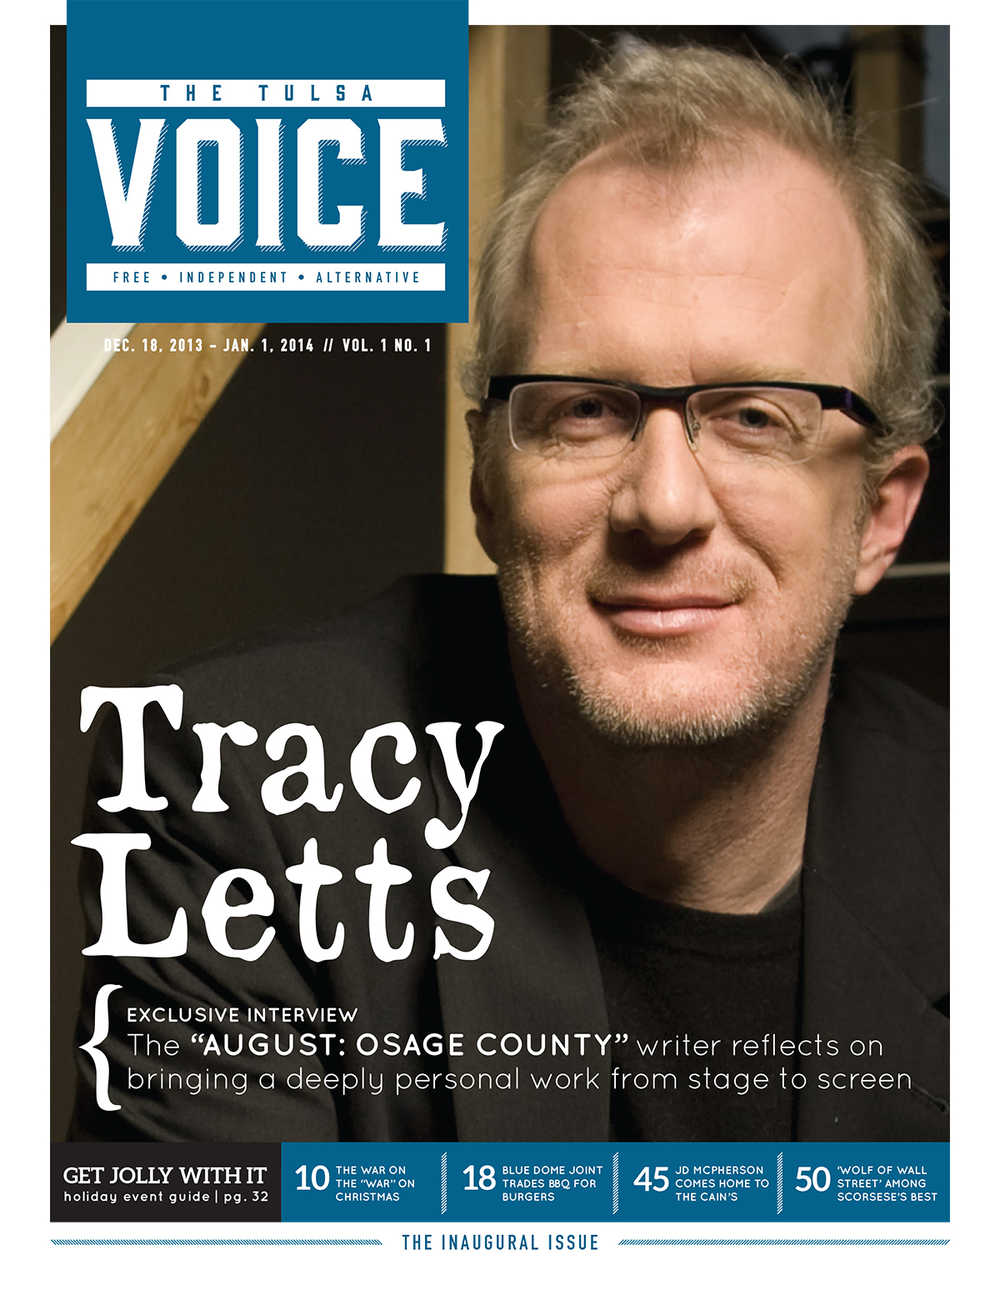 THE TULSA
VOICE
FREE • INDEPENDENT • ALTERNATIVE
DEC. 18, 2013 – JAN. 1, 2014 // VOL. 1 NO. 1
Tracy
Letts
{ EXCLUSIVE INTERVIEW
The “AUGUST: OSAGE COUNTY” writer reflects on
bringing a deeply personal work from stage to screen
GET JOLLY WITH IT
holiday event guide | pg. 32
10 THE WAR ON
THE “WAR” ON
CHRISTMAS
18 BLUE DOME JOINT
TRADES BBQ FOR
BURGERS
45 JD MCPHERSON
COMES HOME TO
THE CAIN'S
50 ‘WOLF OF WALL
STREET’ AMONG
SCORSESE'S BEST
THE INAUGURAL ISSUE